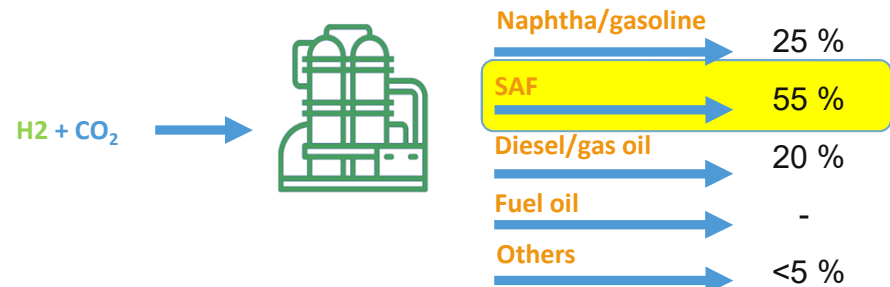 Naphtha/gasoline
25 %
SAF
55 %
H2 + CO₂
Diesel/gas oil
20 %
Fuel oil
-
Others
<5 %